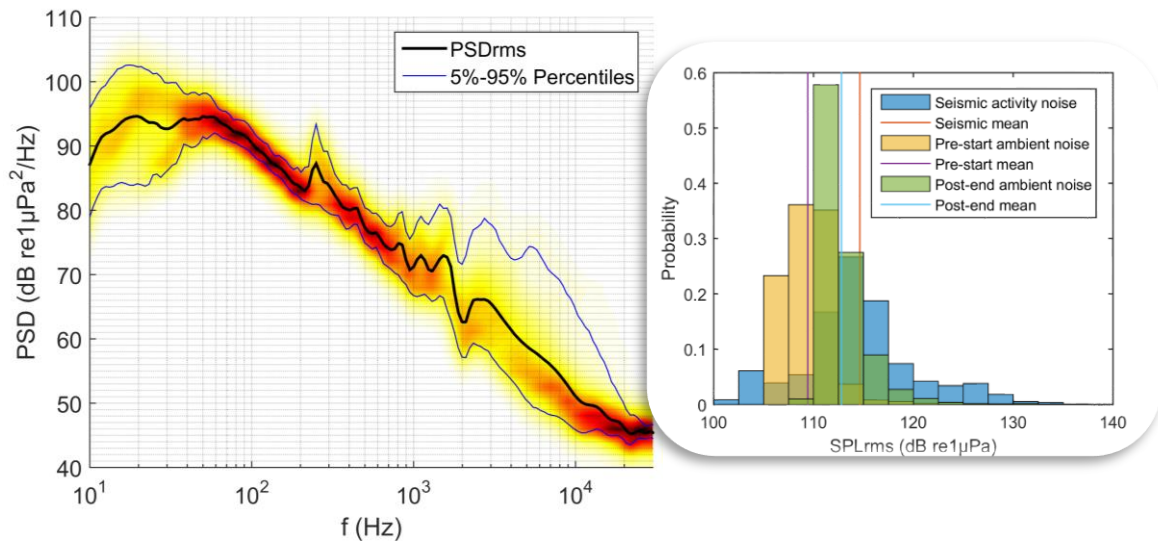 110
100
90
80
70
60
50
40
PSD (dB re1µPa²/Hz)
PSDrms
5%-95% Percentiles
10¹
10²
10³
10⁴
f (Hz)
0.6
0.5
0.4
0.3
0.2
0.1
0
Probability
Seismic activity noise
Seismic mean
Pre-start ambient noise
Pre-start mean
Post-end ambient noise
Post-end mean
100
110
120
130
140
SPLrms (dB re1µPa)